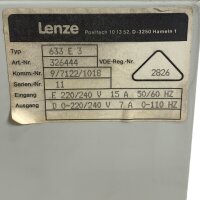 Lenze
Postfach 10 13 52, D-3250 Hameln 1
Typ 633 E 3
Art.-Nr. 326444 VDE-Reg.-Nr.
Komm.-Nr. 9/7122/1018 2826
Serien-Nr. 11
Eingang E 220/240 V 15 A 50/60 HZ
Ausgang D 0-220/240 V 7 A 0-110 HZ